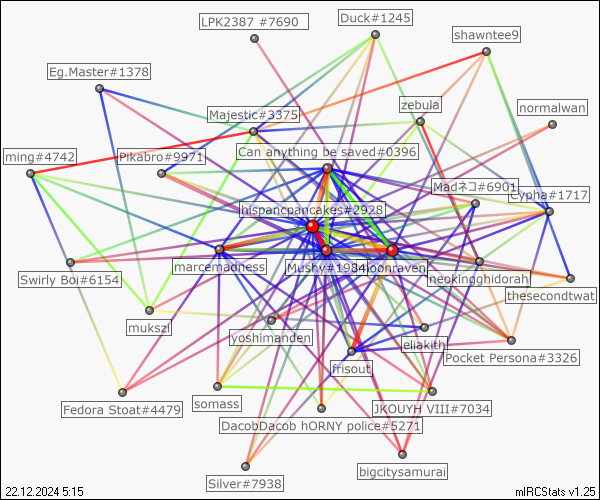 LPK2387 #7690
Duck#1245
shawntee9
Eg.Master#1378
zebula
normalwan
Majestic#3375
Can anything be saved#0396
ming#4742
Pikabro#9971
Madネコ#6901
Cypha#1717
hispancpancakes#2928
marcemadness
Mushy#1984
moonraven
neokingghidorah
Swirly Boi#6154
thesecondtwat
mukszi
yoshimanden
eliakith
Pocket Persona#3326
frisout
Fedora Stoat#4479
somass
JKOUYH VIII#7034
DacobDacob hORNY police#5271
Silver#7938
bigcitysamurai
22.12.2024 5:15
mIRCStats v1.25